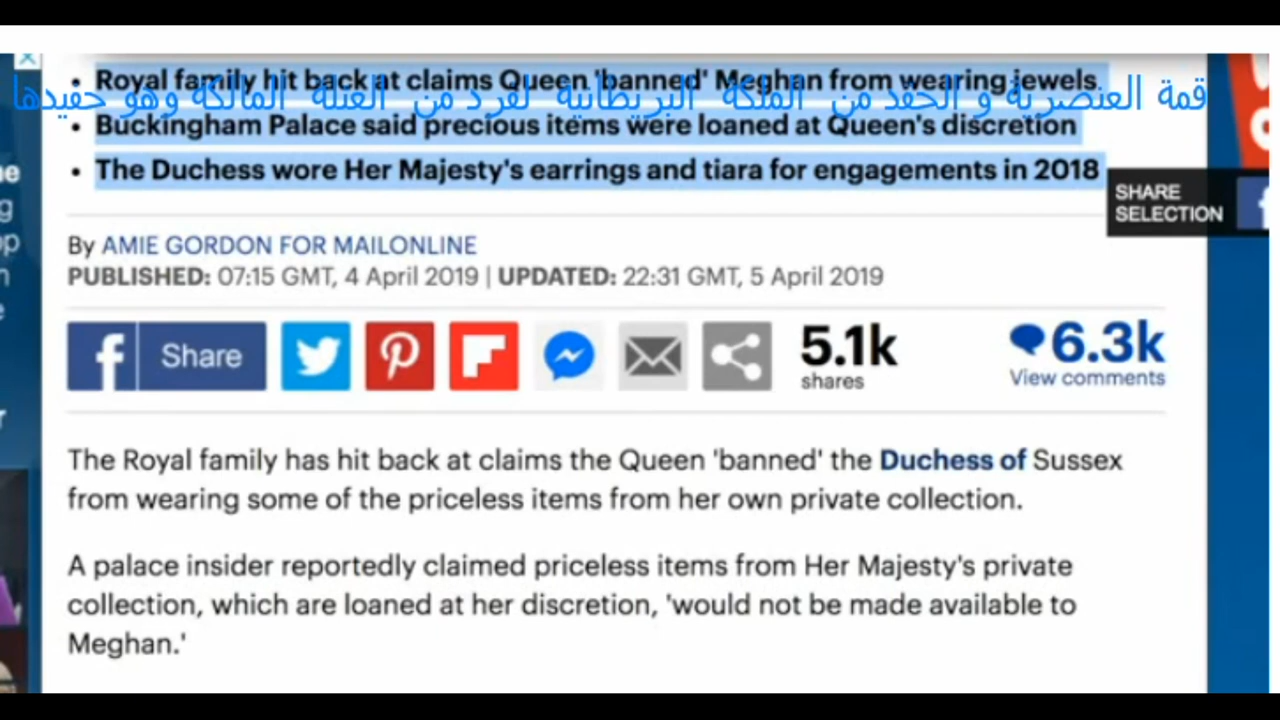 Royal family hit back at claims Queen 'banned' Meghan from wearing jewels
قمة العنصرية و الحقد من الملكة البريطانية لفرد من العئلة المالكة وهو حفيدها
Buckingham Palace said precious items were loaned at Queen's discretion
The Duchess wore Her Majesty's earrings and tiara for engagements in 2018
SHARE
SELECTION
By AMIE GORDON FOR MAILONLINE
PUBLISHED: 07:15 GMT, 4 April 2019 | UPDATED: 22:31 GMT, 5 April 2019
Share
5.1k
shares
6.3k
View comments
The Royal family has hit back at claims the Queen 'banned' the Duchess of Sussex
from wearing some of the priceless items from her own private collection.
A palace insider reportedly claimed priceless items from Her Majesty's private
collection, which are loaned at her discretion, 'would not be made available to
Meghan.'